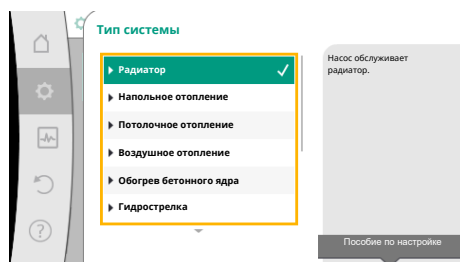 Тип системы
Радиатор
Напольное отопление
Потолочное отопление
Воздушное отопление
Обогрев бетонного ядра
Гидрострелка
Насос обслуживает
радиатор.
Пособие по настройке
?